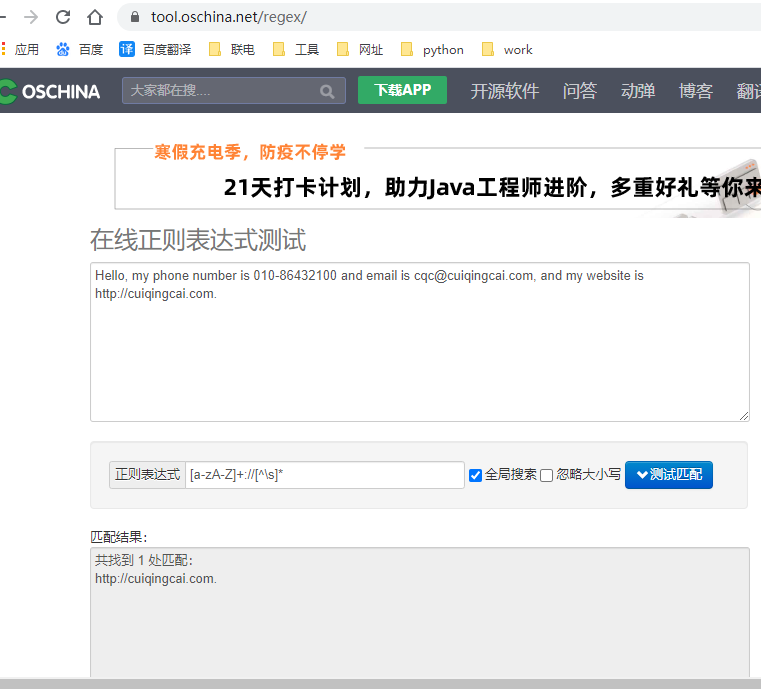 tool.oschina.net/regex/
应用 百度 译 百度翻译 联电 工具 网址 python work
OSCHINA 大家都在搜.... 下载APP 开源软件 问答 动弹 博客 翻译
寒假充电季，防疫不停学
21天打卡计划，助力Java工程师进阶，多重好礼等你来
在线正则表达式测试
Hello, my phone number is 010-86432100 and email is cqc@cuiqingcai.com, and my website is
http://cuiqingcai.com.
正则表达式 [a-zA-Z]+://[^\s]* 全局搜索 忽略大小写 测试匹配
匹配结果：
共找到 1 处匹配：
http://cuiqingcai.com.